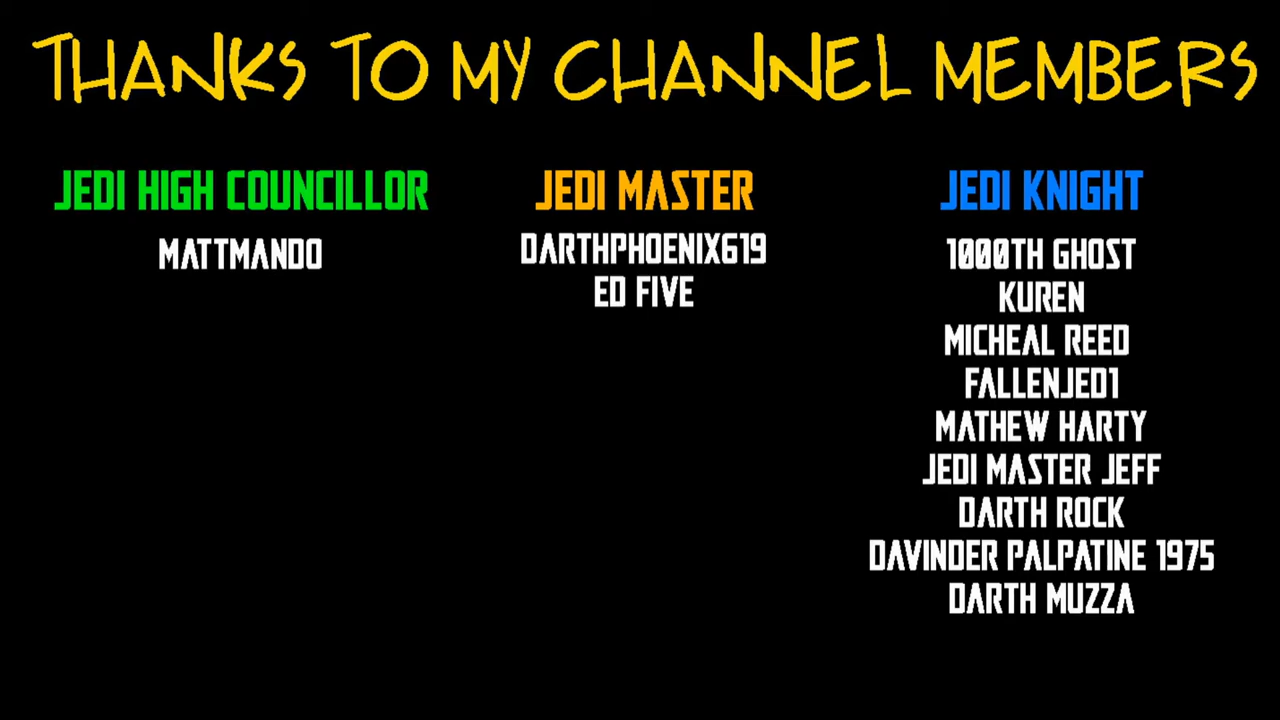 THANKS TO MY CHANNEL MEMBERS
JEDI HIGH COUNCILLOR
MATTMANDO
JEDI MASTER
DARTHPHOENIX619
ED FIVE
JEDI KNIGHT
1000TH GHOST
KUREN
MICHEAL REED
FALLENJED1
MATHEW HARTY
JEDI MASTER JEFF
DARTH ROCK
DAVINDER PALPATINE 1975
DARTH MUZZA